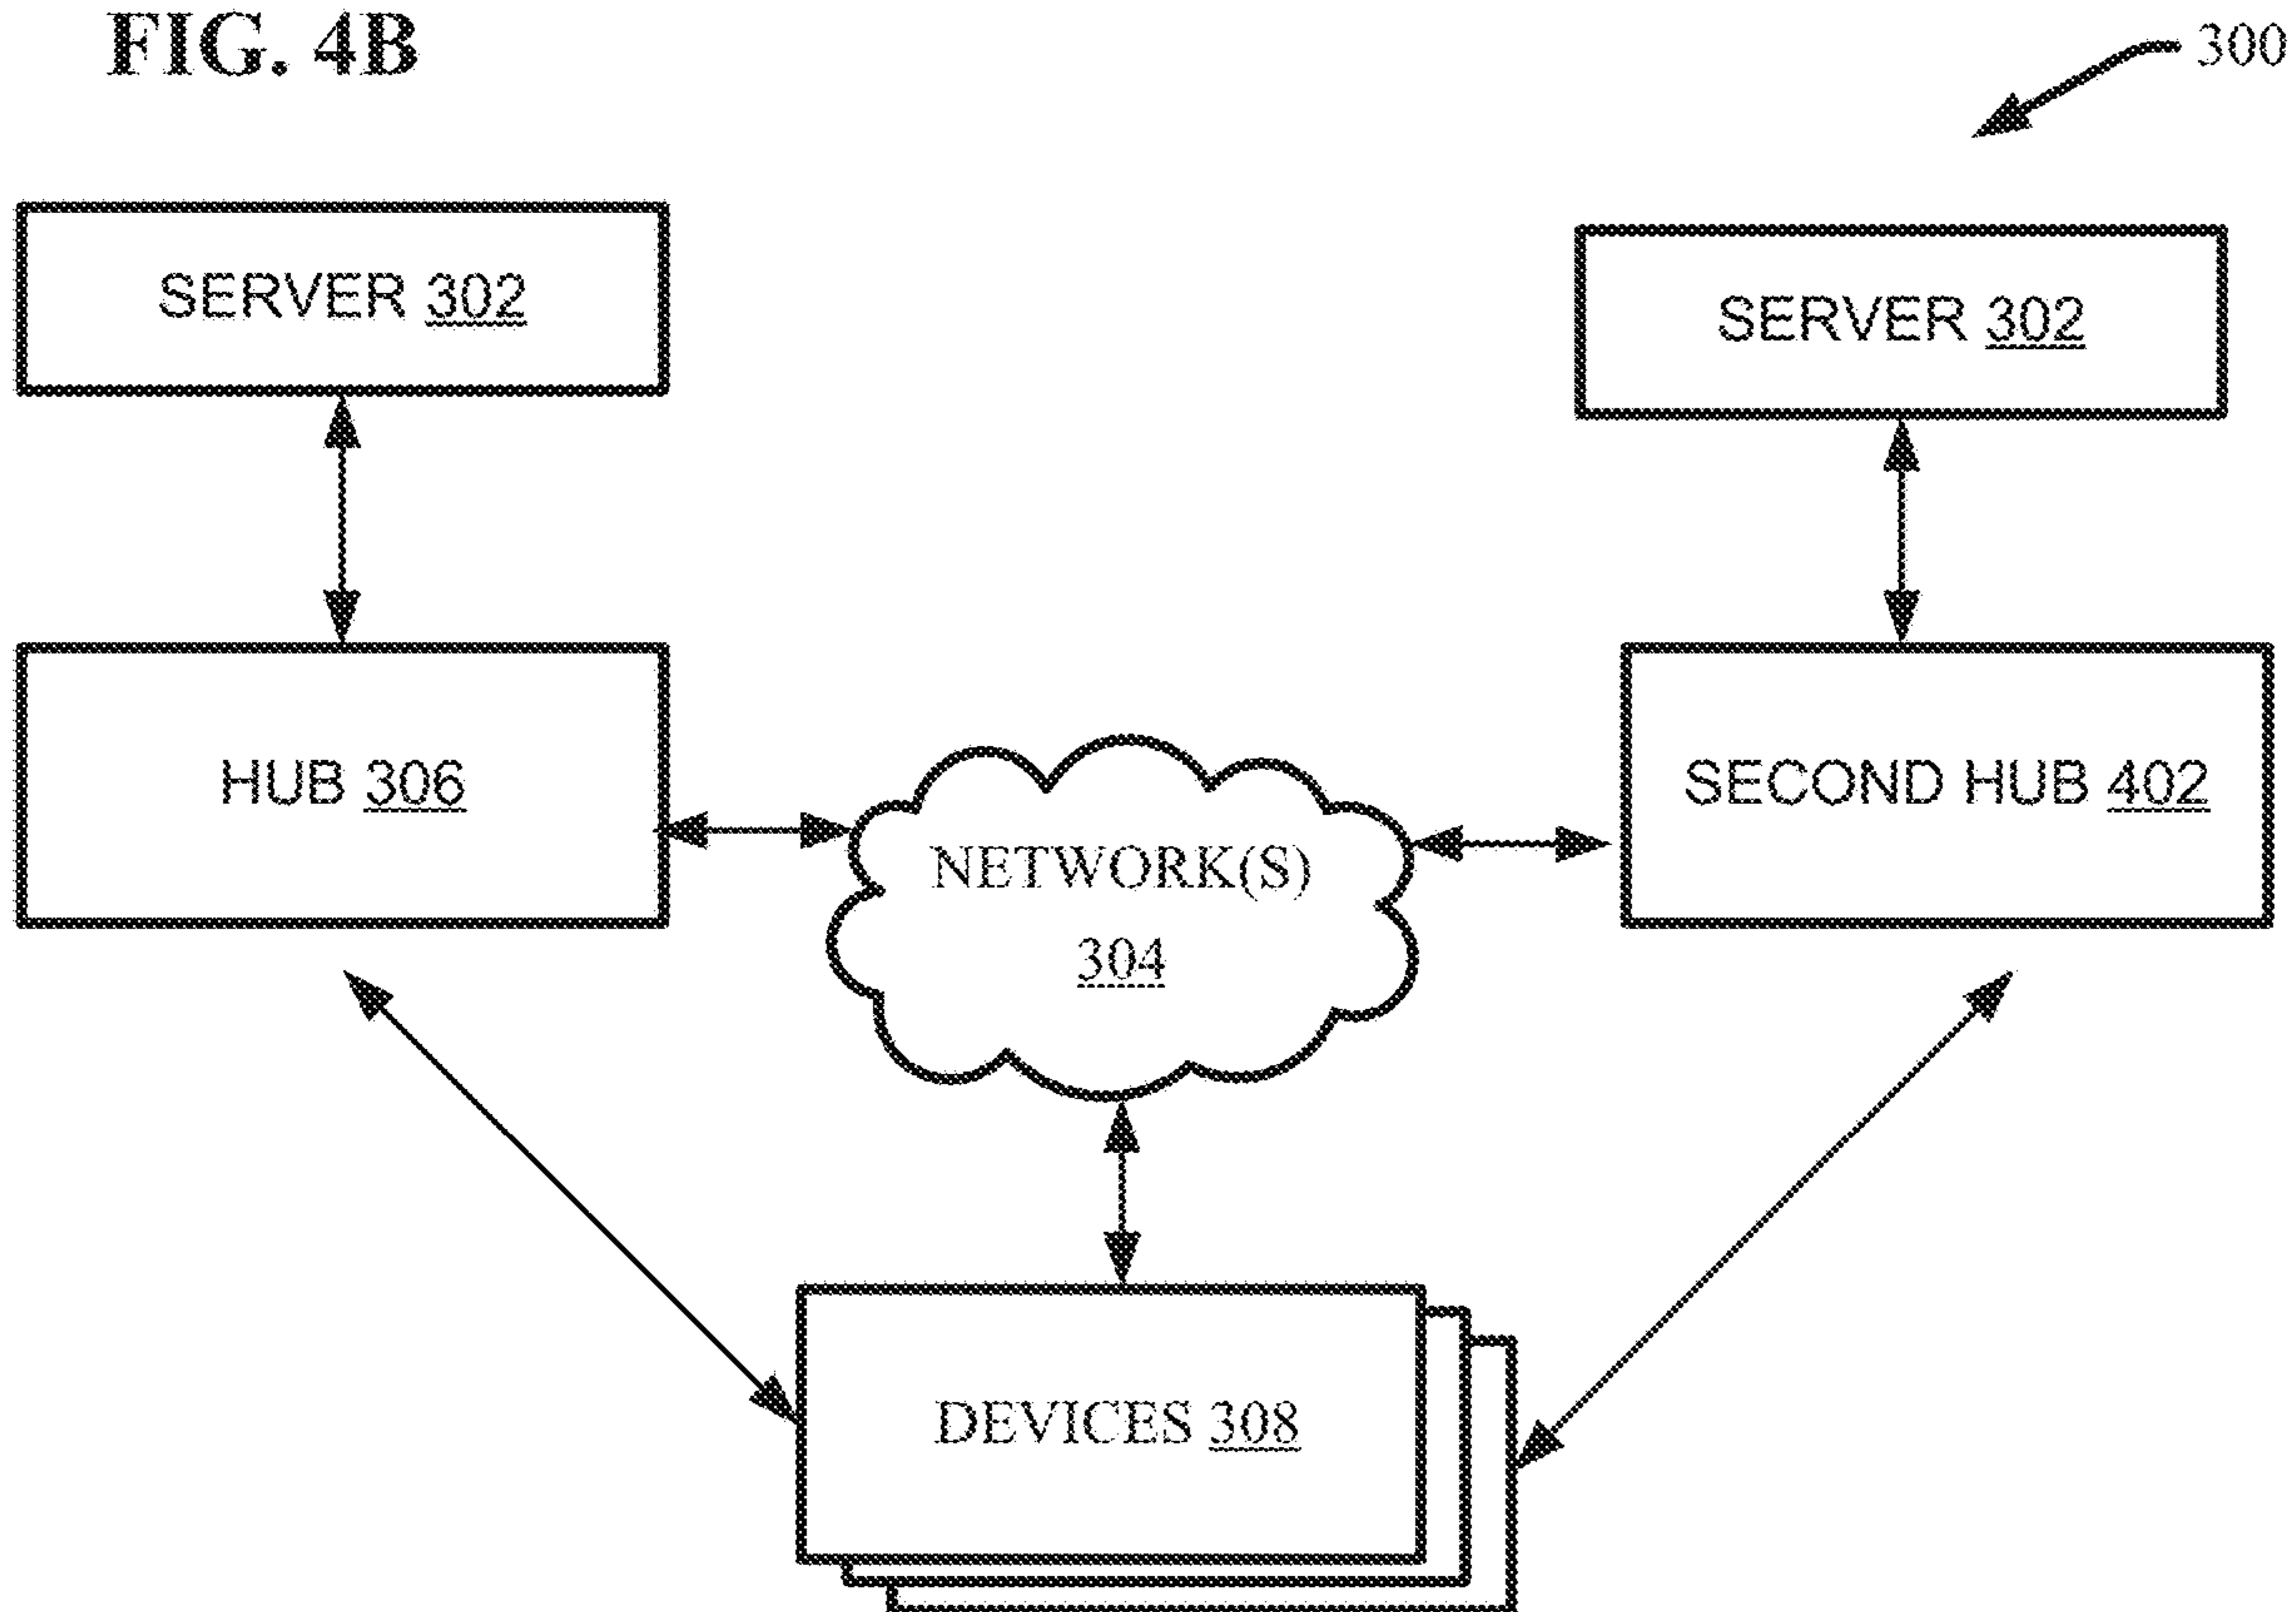 FIG. 4B
300
SERVER 302
SERVER 302
HUB 306
SECOND HUB 402
NETWORK(S)
304
DEVICES 308